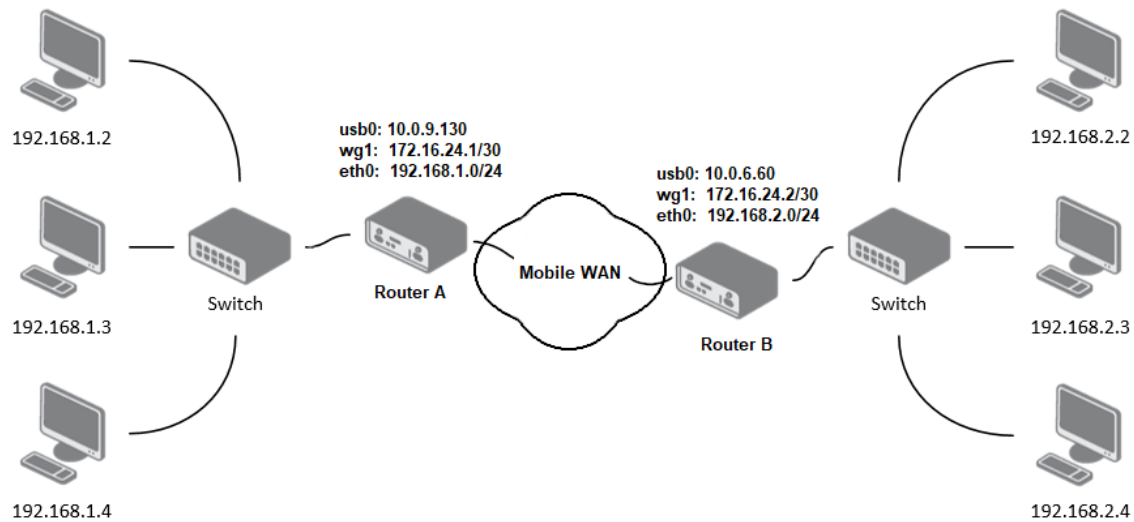 192.168.1.2
192.168.1.3
192.168.1.4
Switch
usb0: 10.0.9.130
wg1: 172.16.24.1/30
eth0: 192.168.1.0/24
Router A
Mobile WAN
usb0: 10.0.6.60
wg1: 172.16.24.2/30
eth0: 192.168.2.0/24
Router B
Switch
192.168.2.2
192.168.2.3
192.168.2.4